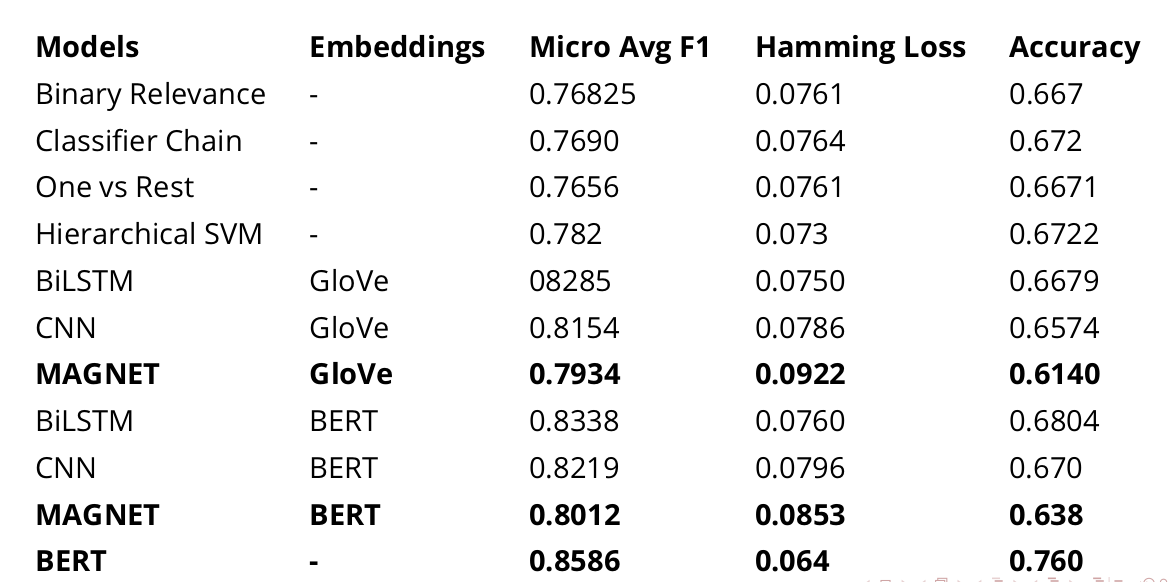 Models Embeddings Micro Avg F1 Hamming Loss Accuracy
Binary Relevance - 0.76825 0.0761 0.667
Classifier Chain - 0.7690 0.0764 0.672
One vs Rest - 0.7656 0.0761 0.6671
Hierarchical SVM - 0.782 0.073 0.6722
BiLSTM GloVe 08285 0.0750 0.6679
CNN GloVe 0.8154 0.0786 0.6574
MAGNET GloVe 0.7934 0.0922 0.6140
BiLSTM BERT 0.8338 0.0760 0.6804
CNN BERT 0.8219 0.0796 0.670
MAGNET BERT 0.8012 0.0853 0.638
BERT - 0.8586 0.064 0.760